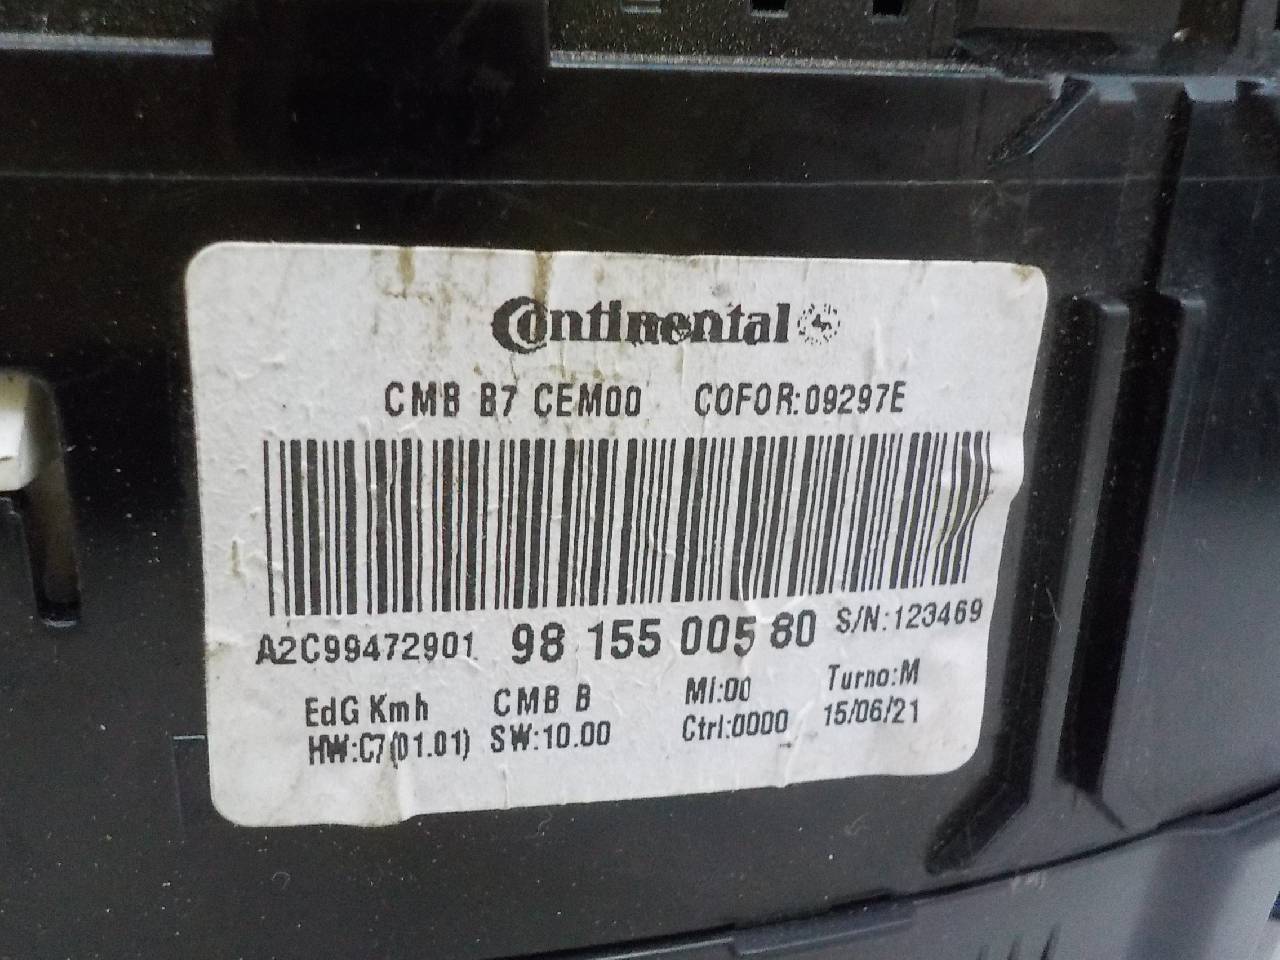 Continental
CMB B7 CEM00 COFOR:09297E
A2C99472901 98 155 005 80 S/N:123469
EdG Kmh CMB B MI:00 Turno:M
HW:C7(01.01) SW:10.00 Ctrl:0000 15/06/21